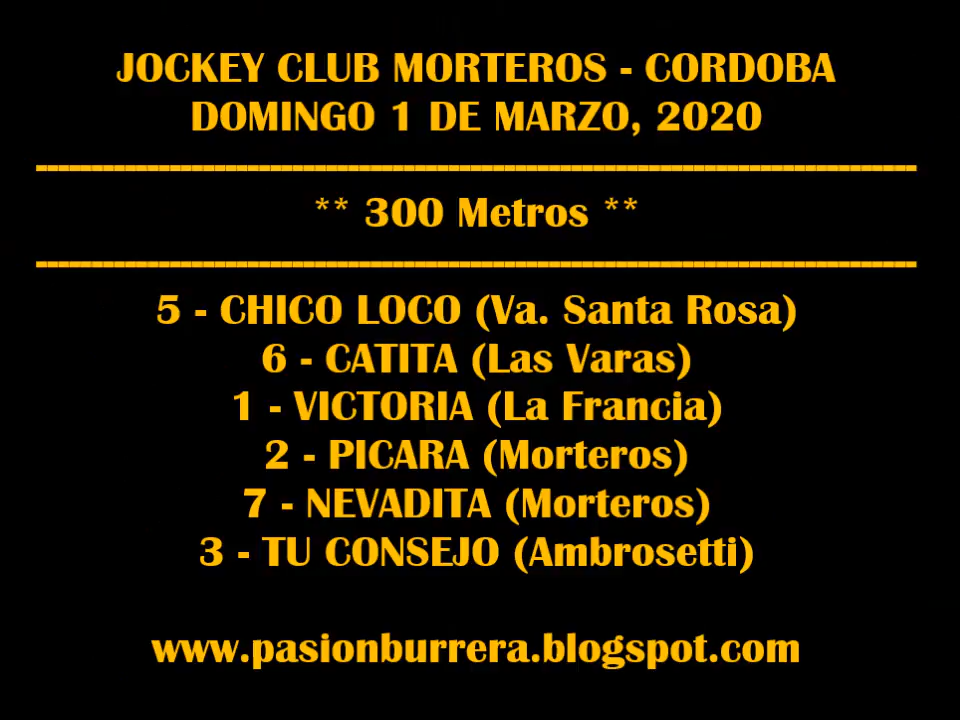 JOCKEY CLUB MORTEROS - CORDOBA
DOMINGO 1 DE MARZO, 2020
--------------------------------------------------------------------------------
** 300 Metros **
--------------------------------------------------------------------------------
5 - CHICO LOCO (Va. Santa Rosa)
6 - CATITA (Las Varas)
1 - VICTORIA (La Francia)
2 - PICARA (Morteros)
7 - NEVADITA (Morteros)
3 - TU CONSEJO (Ambrosetti)
www.pasionburrera.blogspot.com